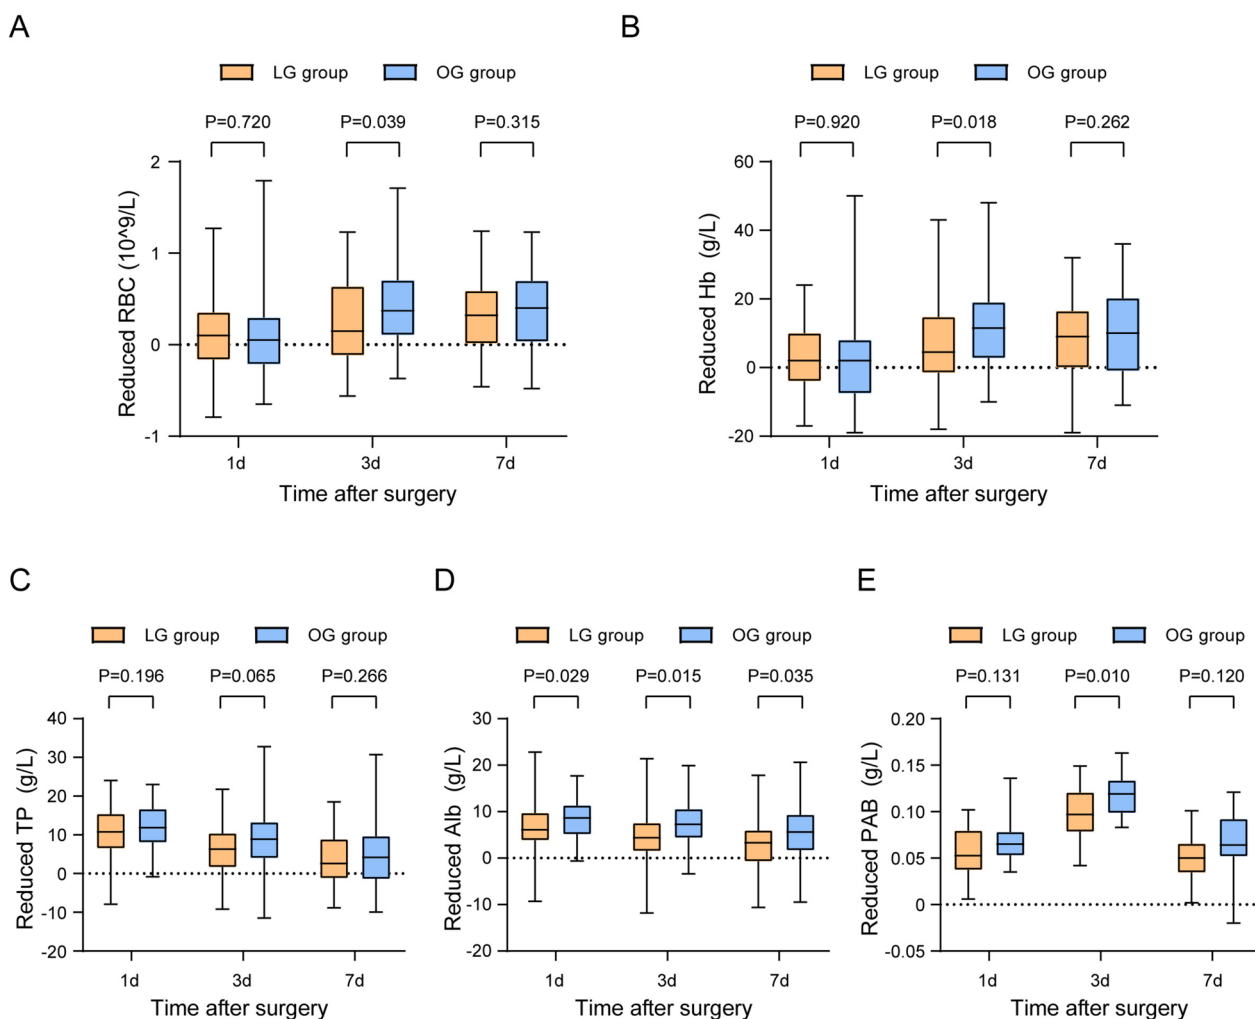 A
LG group OG group
P=0.720 P=0.039 P=0.315
Reduced RBC (10^9/L)
2
1
0
-1
1d 3d 7d
Time after surgery
B
LG group OG group
P=0.920 P=0.018 P=0.262
Reduced Hb (g/L)
60
40
20
0
-20
1d 3d 7d
Time after surgery
C
LG group OG group
P=0.196 P=0.065 P=0.266
Reduced TP (g/L)
40
30
20
10
0
-10
-20
1d 3d 7d
Time after surgery
D
LG group OG group
P=0.029 P=0.015 P=0.035
Reduced Alb (g/L)
30
20
10
0
-10
-20
1d 3d 7d
Time after surgery
E
LG group OG group
P=0.131 P=0.010 P=0.120
Reduced PAB (g/L)
0.20
0.15
0.10
0.05
0
-0.05
1d 3d 7d
Time after surgery